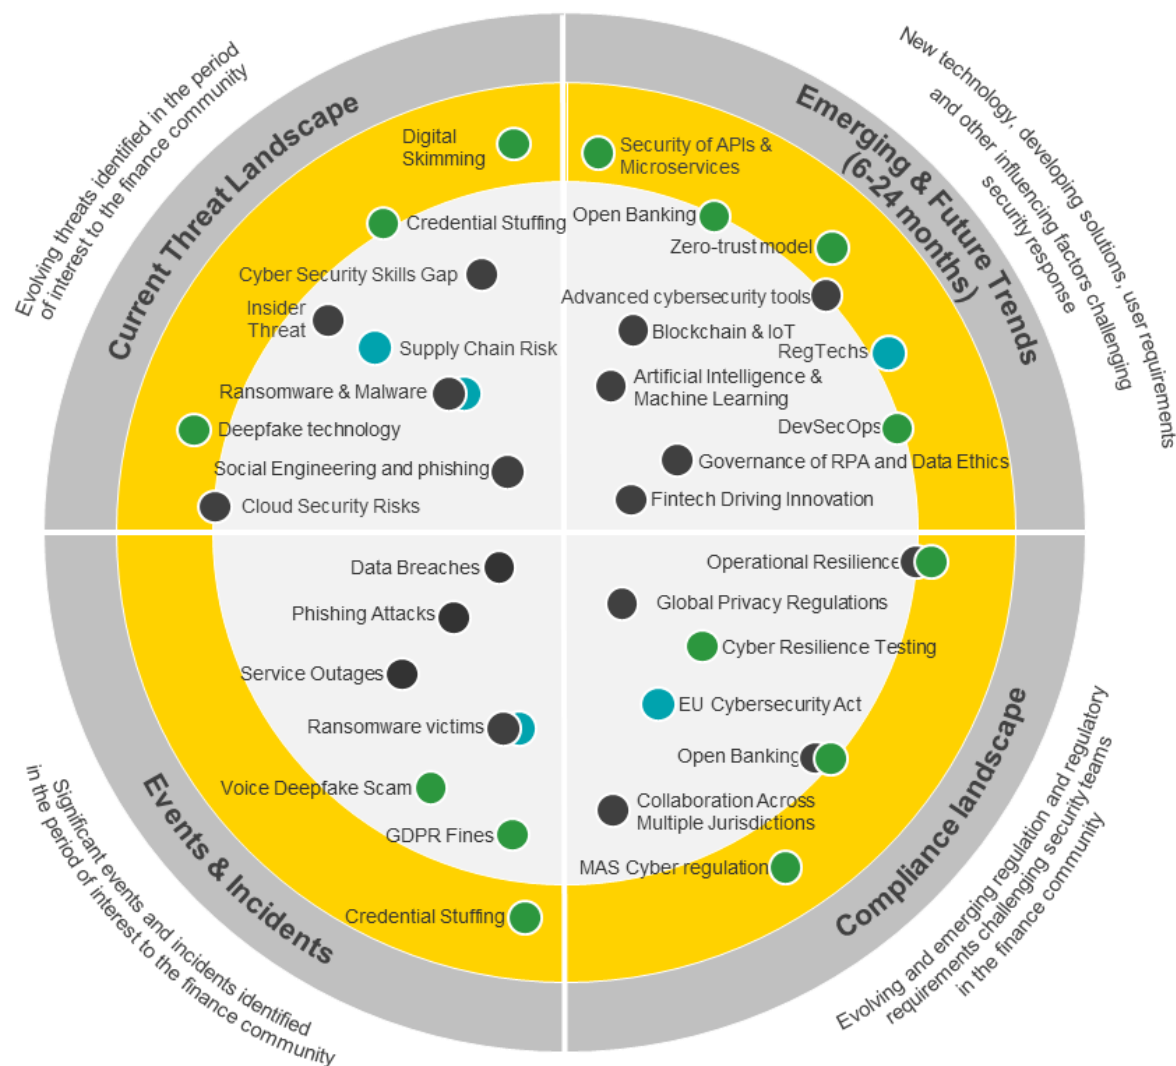 Evolving threats identified in the period
of interest to the finance community
Current Threat Landscape
Digital
Skimming
Credential Stuffing
Cyber Security Skills Gap
Insider
Threat
Supply Chain Risk
Ransomware & Malware
Deepfake technology
Social Engineering and phishing
Cloud Security Risks
New technology, developing solutions, user requirements
and other influencing factors challenging
security response
Emerging & Future Trends
(6-24 months)
Security of APIs &
Microservices
Open Banking
Zero-trust model
Advanced cybersecurity tools
Blockchain & IoT
RegTechs
Artificial Intelligence &
Machine Learning
DevSecOps
Governance of RPA and Data Ethics
Fintech Driving Innovation
Data Breaches
Phishing Attacks
Service Outages
Ransomware victims
Voice Deepfake Scam
GDPR Fines
Credential Stuffing
Events & Incidents
Significant events and incidents identified
in the period of interest to the finance community
Operational Resilience
Global Privacy Regulations
Cyber Resilience Testing
EU Cybersecurity Act
Open Banking
Collaboration Across
Multiple Jurisdictions
MAS Cyber regulation
Compliance landscape
Evolving and emerging regulation and regulatory
requirements challenging security teams
in the finance community